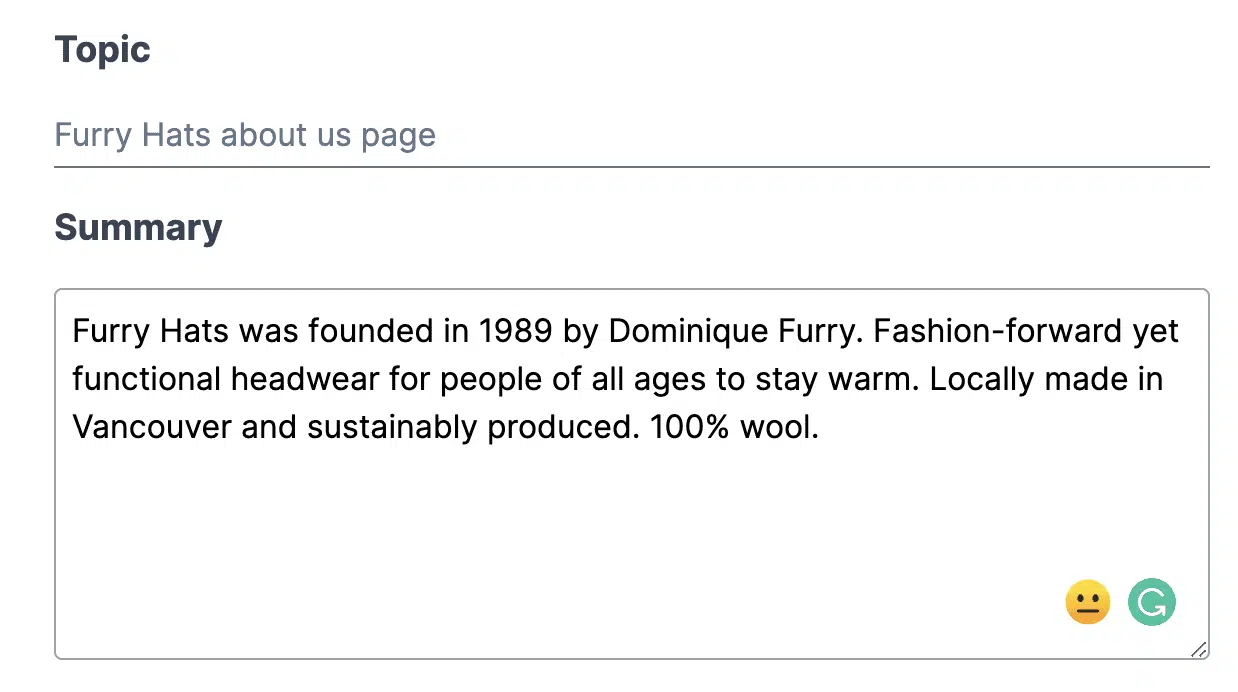 Topic
Furry Hats about us page
Summary
Furry Hats was founded in 1989 by Dominique Furry. Fashion-forward yet
functional headwear for people of all ages to stay warm. Locally made in
Vancouver and sustainably produced. 100% wool.